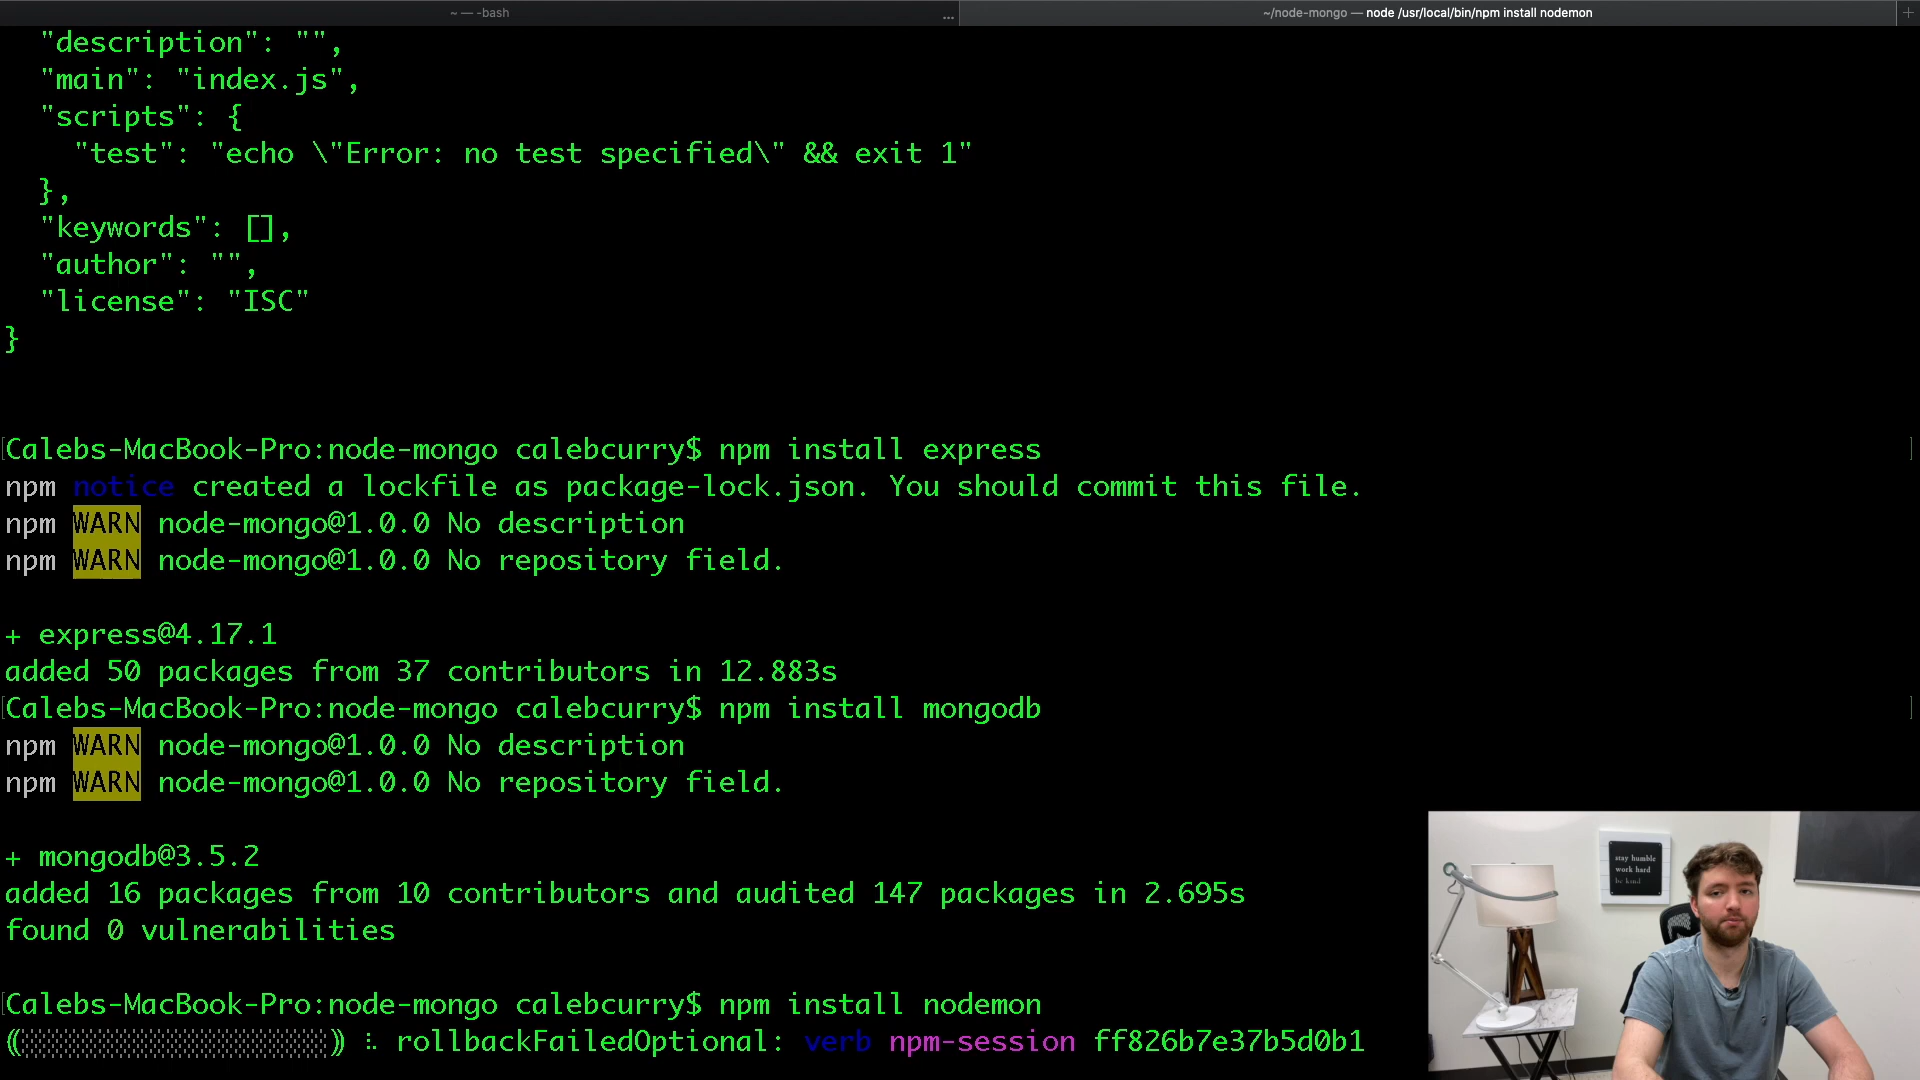 ~ — -bash
...
~/node-mongo — node /usr/local/bin/npm install nodemon
+
"description": "",
"main": "index.js",
"scripts": {
"test": "echo \"Error: no test specified\" && exit 1"
},
"keywords": [],
"author": "",
"license": "ISC"
}
[Calebs-MacBook-Pro:node-mongo calebcurry$ npm install express ]
npm notice created a lockfile as package-lock.json. You should commit this file.
npm WARN node-mongo@1.0.0 No description
npm WARN node-mongo@1.0.0 No repository field.
+ express@4.17.1
added 50 packages from 37 contributors in 12.883s
[Calebs-MacBook-Pro:node-mongo calebcurry$ npm install mongodb ]
npm WARN node-mongo@1.0.0 No description
npm WARN node-mongo@1.0.0 No repository field.
+ mongodb@3.5.2
added 16 packages from 10 contributors and audited 147 packages in 2.695s
found 0 vulnerabilities
[Calebs-MacBook-Pro:node-mongo calebcurry$ npm install nodemon
(░░░░░░░░░░░░░░░░░░) ⠧ rollbackFailedOptional: verb npm-session ff826b7e37b5d0b1
stay humble
work hard
be kind